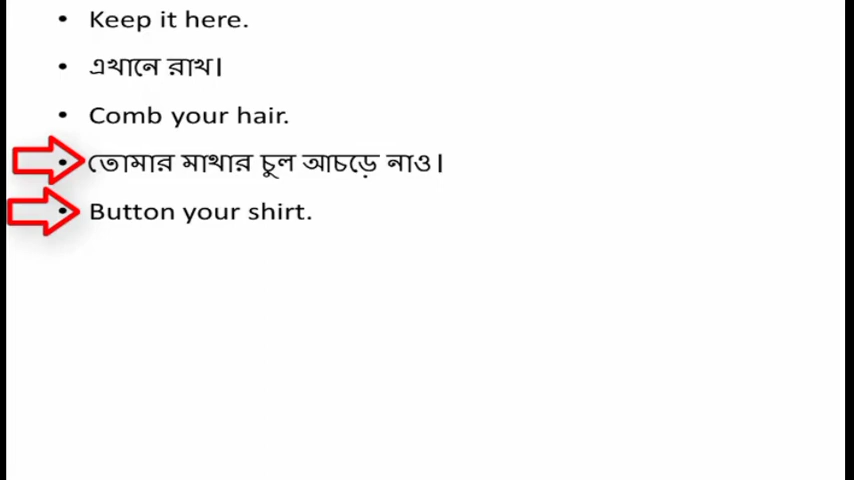 • Keep it here.
• এখানে রাখ।
• Comb your hair.
• তোমার মাথার চুল আচড়ে নাও।
• Button your shirt.